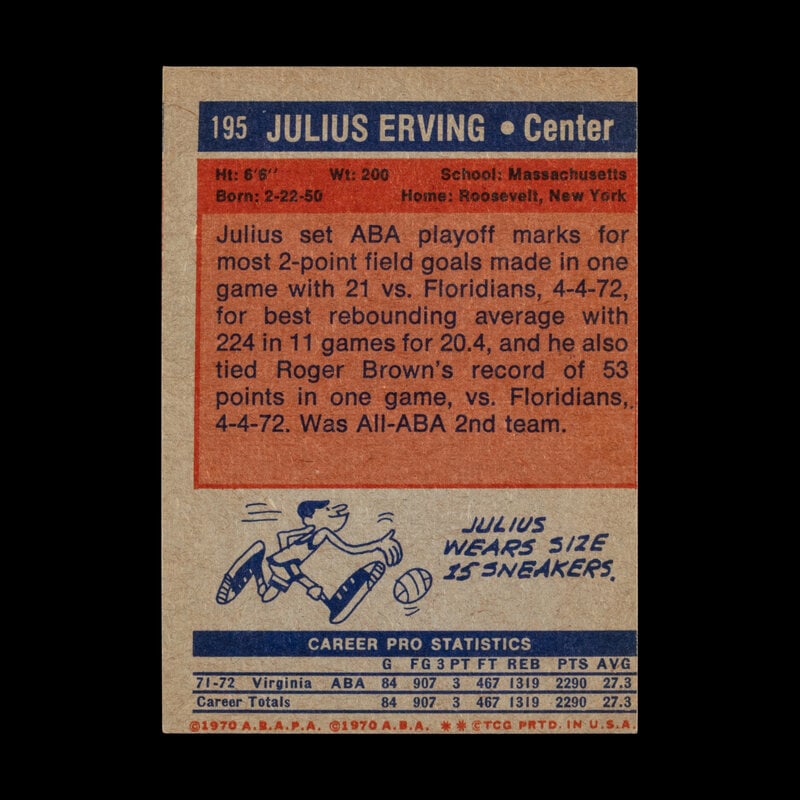 195 JULIUS ERVING • Center
Ht: 6'6" Wt: 200 School: Massachusetts
Born: 2-22-50 Home: Roosevelt, New York
Julius set ABA playoff marks for
most 2-point field goals made in one
game with 21 vs. Floridians, 4-4-72,
for best rebounding average with
224 in 11 games for 20.4, and he also
tied Roger Brown's record of 53
points in one game, vs. Floridians,
4-4-72. Was All-ABA 2nd team.
JULIUS
WEARS SIZE
15 SNEAKERS.
CAREER PRO STATISTICS
G FG 3 PT FT REB PTS AVG
71-72 Virginia ABA 84 907 3 467 1319 2290 27.3
Career Totals 84 907 3 467 1319 2290 27.3
©1970 A.B.A.P.A. ©1970 A.B.A. ** ©TCG PRTD. IN U.S.A.